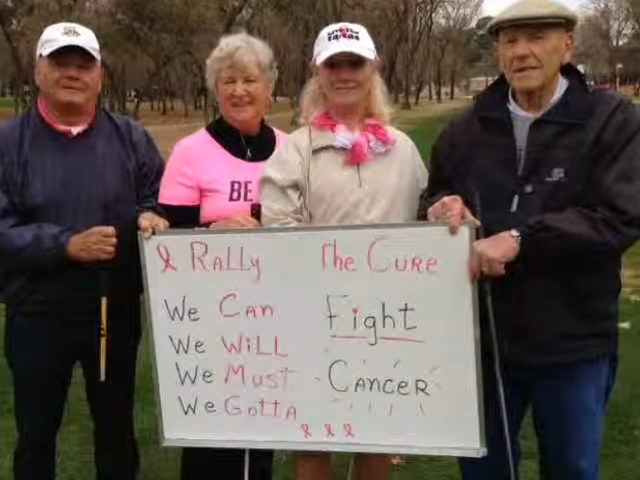 BE
Rally The Cure
We Can Fight
We Will
We Must Cancer
We Gotta